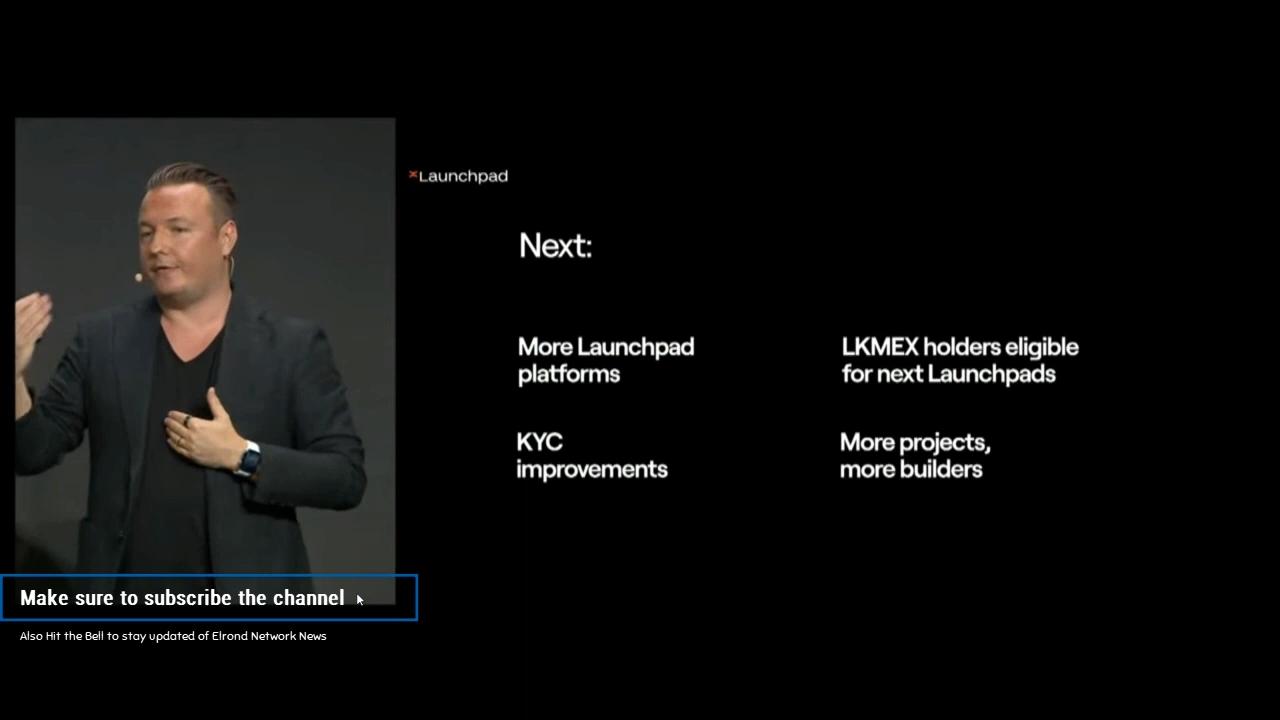 ×Launchpad
Next:
More Launchpad
platforms
LKMEX holders eligible
for next Launchpads
KYC
improvements
More projects,
more builders
Make sure to subscribe the channel
Also Hit the Bell to stay updated of Elrond Network News